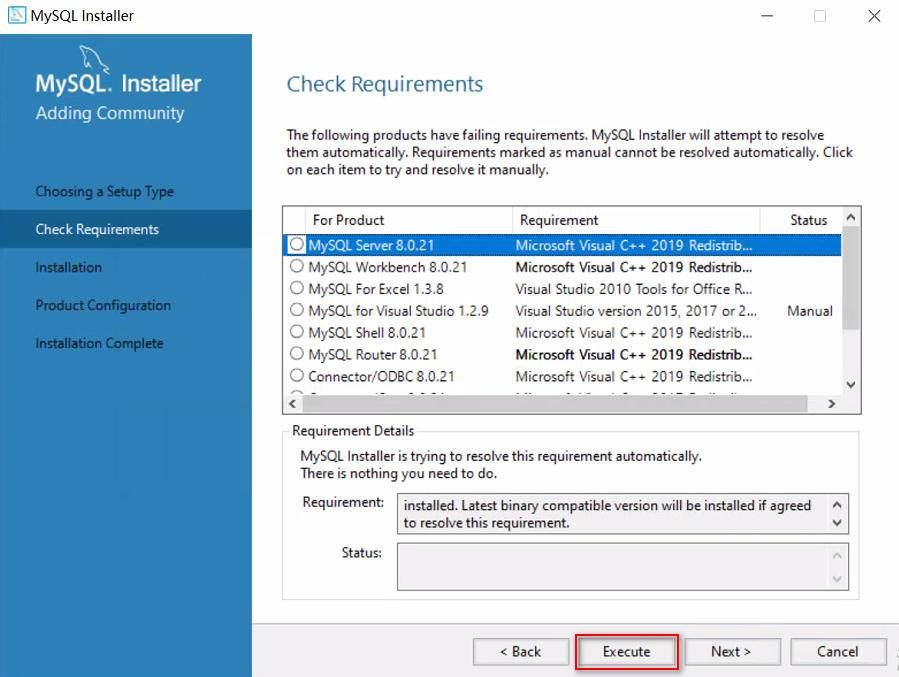 MySQL Installer
MySQL. Installer
Adding Community
Choosing a Setup Type
Check Requirements
Installation
Product Configuration
Installation Complete
Check Requirements
The following products have failing requirements. MySQL Installer will attempt to resolve
them automatically. Requirements marked as manual cannot be resolved automatically. Click
on each item to try and resolve it manually.
For Product Requirement Status
MySQL Server 8.0.21 Microsoft Visual C++ 2019 Redistrib...
MySQL Workbench 8.0.21 Microsoft Visual C++ 2019 Redistrib...
MySQL For Excel 1.3.8 Visual Studio 2010 Tools for Office R...
MySQL for Visual Studio 1.2.9 Visual Studio version 2015, 2017 or 2... Manual
MySQL Shell 8.0.21 Microsoft Visual C++ 2019 Redistrib...
MySQL Router 8.0.21 Microsoft Visual C++ 2019 Redistrib...
Connector/ODBC 8.0.21 Microsoft Visual C++ 2019 Redistrib...
Requirement Details
MySQL Installer is trying to resolve this requirement automatically.
There is nothing you need to do.
Requirement: installed. Latest binary compatible version will be installed if agreed
to resolve this requirement.
Status:
< Back Execute Next > Cancel